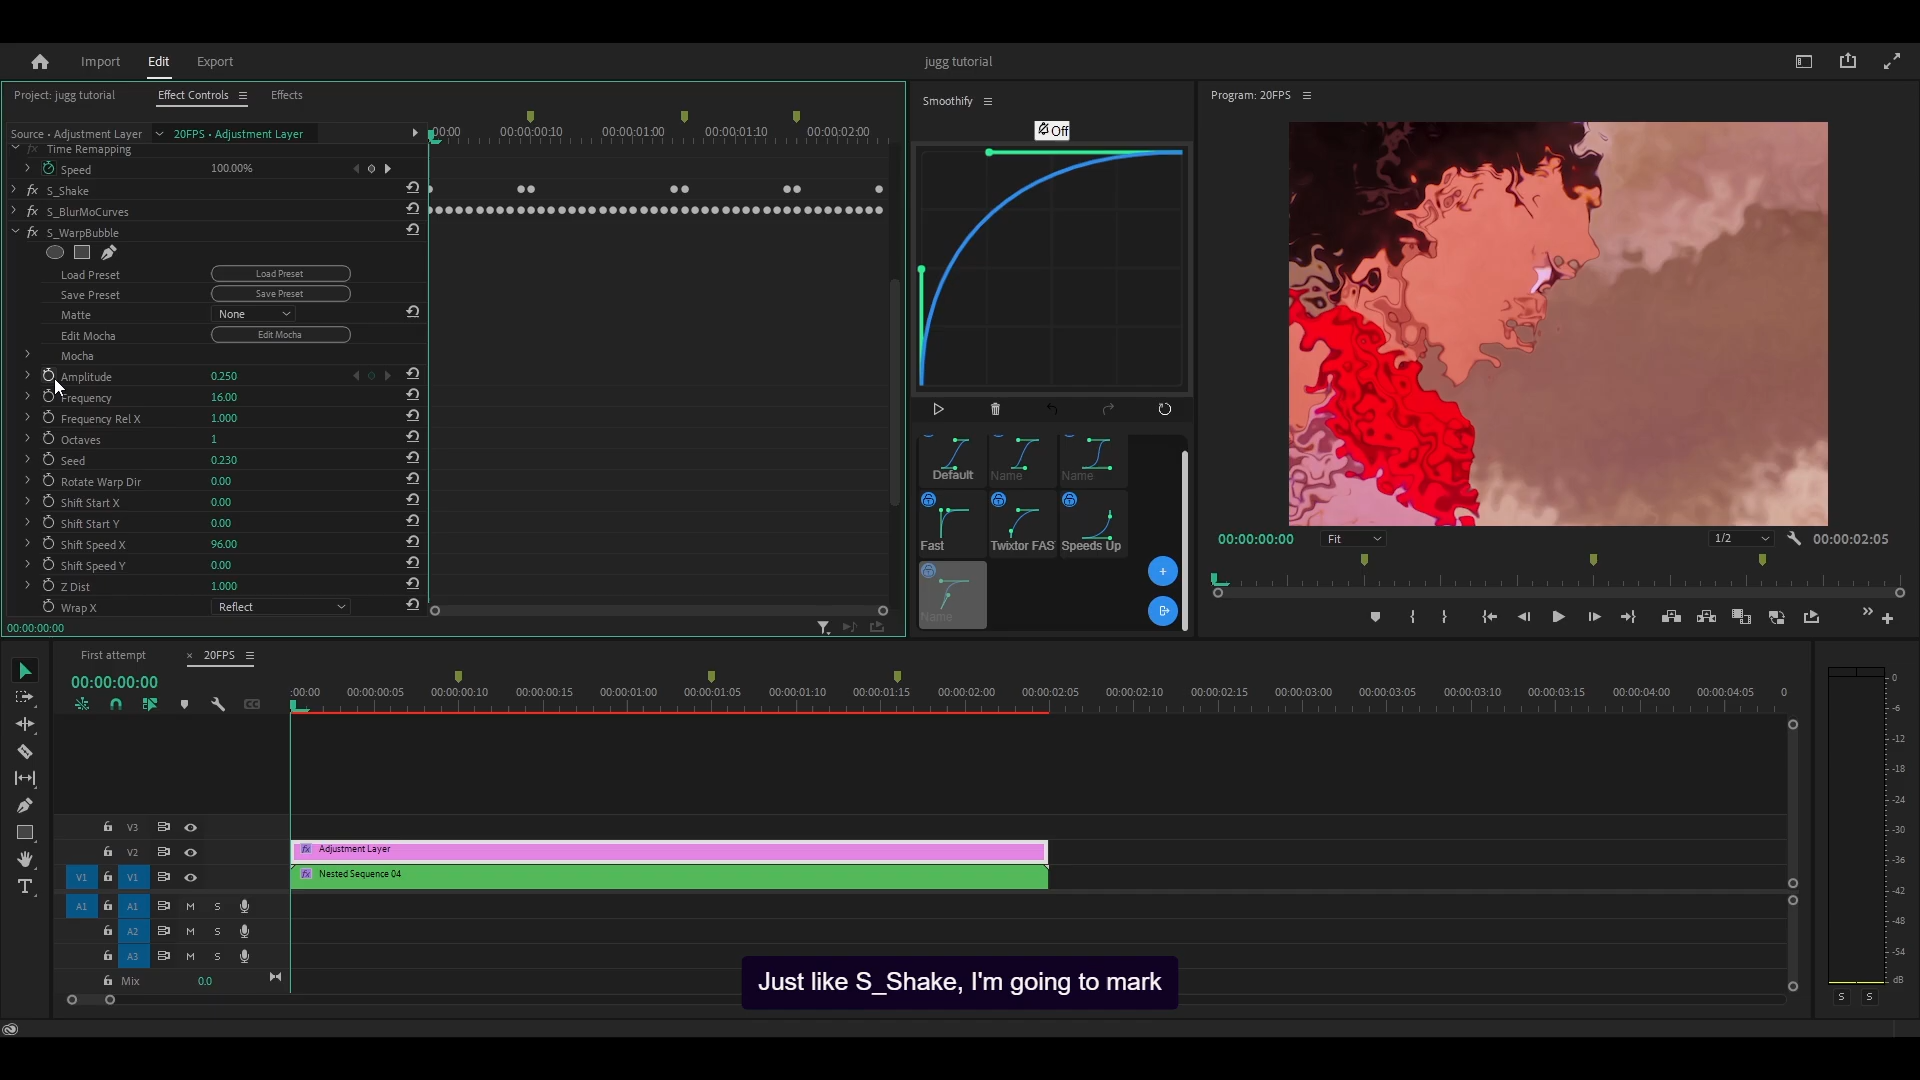 Import
Edit
Export
jugg tutorial
Project: jugg tutorial
Effect Controls
Effects
Source • Adjustment Layer
20FPS • Adjustment Layer
:00:00
00:00:00:10
00:00:01:00
00:00:01:10
00:00:02:00
fx Time Remapping
Speed
100.00%
fx S_Shake
fx S_BlurMoCurves
fx S_WarpBubble
Load Preset
Load Preset
Save Preset
Save Preset
Matte
None
Edit Mocha
Edit Mocha
Mocha
Amplitude
0.250
Frequency
16.00
Frequency Rel X
1.000
Octaves
1
Seed
0.230
Rotate Warp Dir
0.00
Shift Start X
0.00
Shift Start Y
0.00
Shift Speed X
96.00
Shift Speed Y
0.00
Z Dist
1.000
Wrap X
Reflect
00:00:00:00
Smoothify
Off
Default
Name
Name
Fast
Twixtor FAS
Speeds Up
Name
Program: 20FPS
00:00:00:00
Fit
1/2
00:00:02:05
First attempt
× 20FPS
00:00:00:00
:00:00
00:00:00:05
00:00:00:10
00:00:00:15
00:00:01:00
00:00:01:05
00:00:01:10
00:00:01:15
00:00:02:00
00:00:02:05
00:00:02:10
00:00:02:15
00:00:03:00
00:00:03:05
00:00:03:10
00:00:03:15
00:00:04:00
00:00:04:05
0
V3
V2
V1
V1
A1
A1
M
S
A2
M
S
A3
M
S
Mix
0.0
fx Adjustment Layer
fx Nested Sequence 04
0
-6
-12
-18
-24
-30
-36
-42
-48
-54
dB
S
S
Just like S_Shake, I'm going to mark